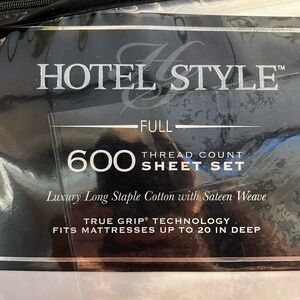 HOTEL STYLE™
FULL
600 THREAD COUNT
SHEET SET
Luxury Long Staple Cotton with Sateen Weave
TRUE GRIP® TECHNOLOGY
FITS MATTRESSES UP TO 20 IN DEEP